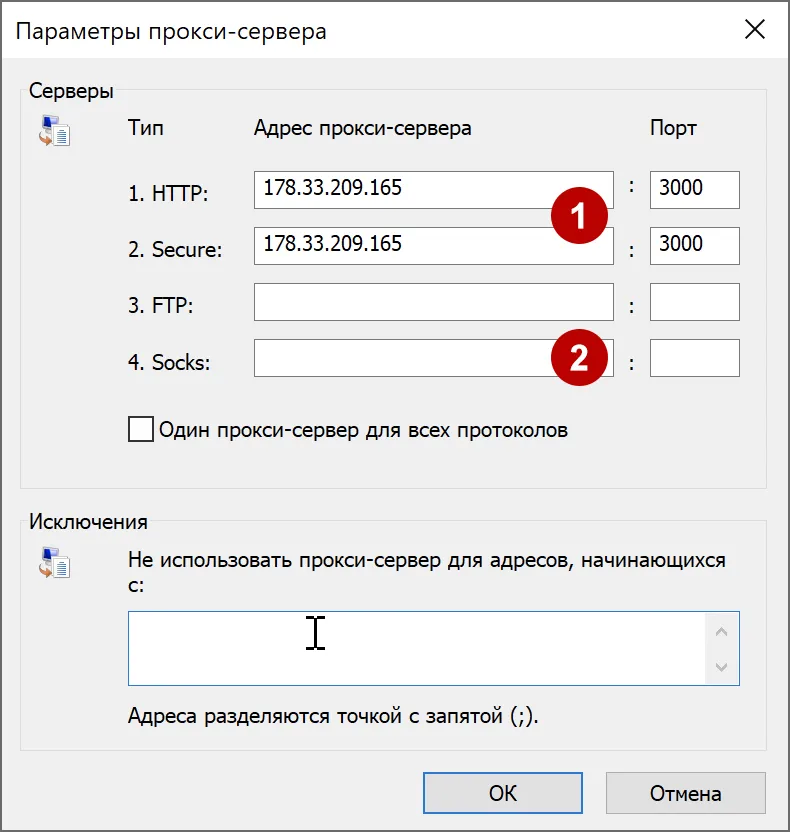 Параметры прокси-сервера
Серверы
Тип Адрес прокси-сервера Порт
1. HTTP: 178.33.209.165 : 3000
1
2. Secure: 178.33.209.165 : 3000
3. FTP: :
4. Socks: 2 :
Один прокси-сервер для всех протоколов
Исключения
Не использовать прокси-сервер для адресов, начинающихся
с:
Адреса разделяются точкой с запятой (;).
ОК Отмена